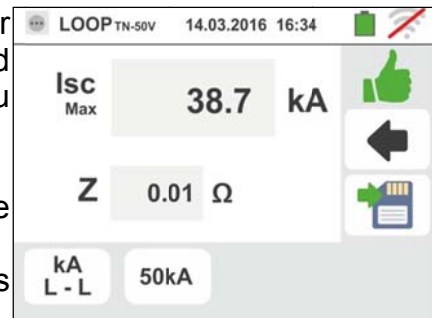 r
d
u
e
s
LOOP TN-50V 14.03.2016 16:34
Isc
Max
38.7 kA
Z 0.01 Ω
kA
L - L
50kA